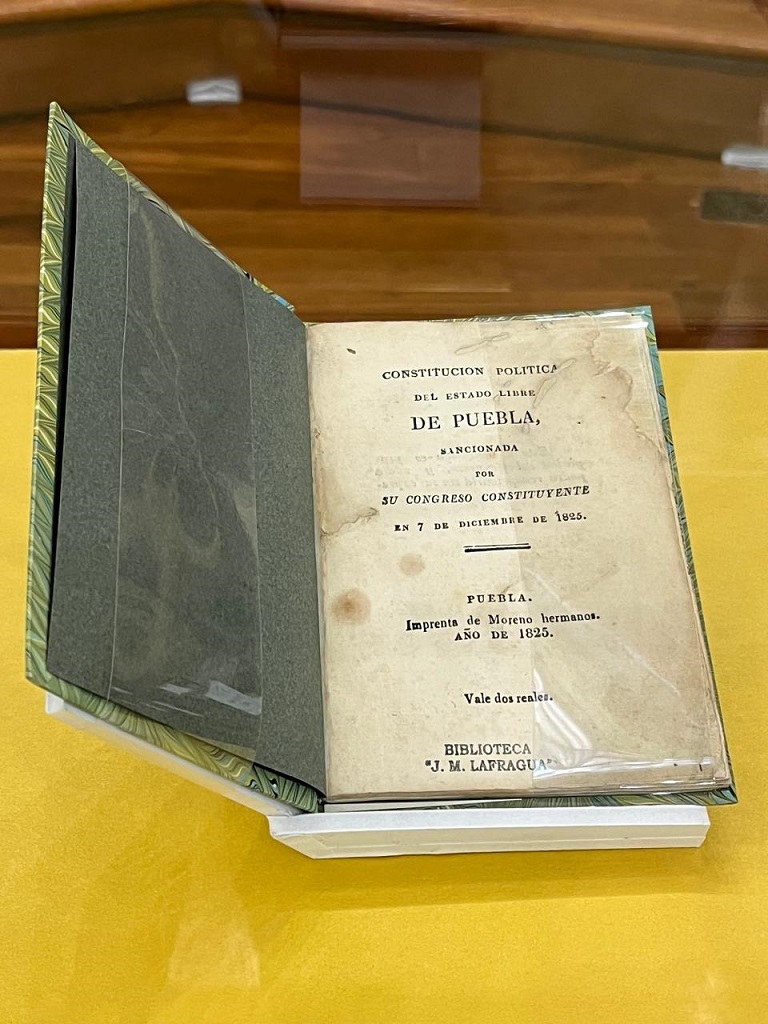 CONSTITUCION POLITICA
DEL ESTADO LIBRE
DE PUEBLA,
SANCIONADA
POR
SU CONGRESO CONSTITUYENTE
EN 7 DE DICIEMBRE DE 1825.
PUEBLA.
Imprenta de Moreno hermanos.
AÑO DE 1825.
Vale dos reales.
BIBLIOTECA
"J. M. LAFRAGUA"